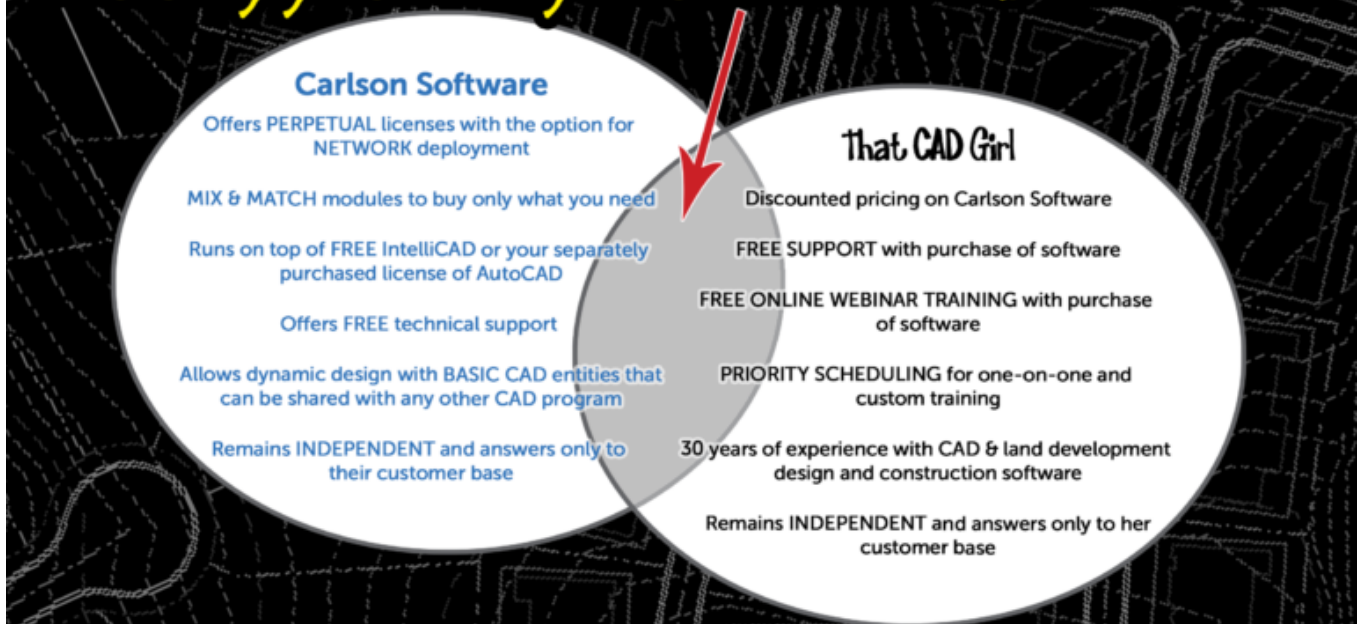 Carlson Software
Offers PERPETUAL licenses with the option for
NETWORK deployment
MIX & MATCH modules to buy only what you need
Runs on top of FREE IntelliCAD or your separately
purchased license of AutoCAD
Offers FREE technical support
Allows dynamic design with BASIC CAD entities that
can be shared with any other CAD program
Remains INDEPENDENT and answers only to
their customer base
That CAD Girl
Discounted pricing on Carlson Software
FREE SUPPORT with purchase of software
FREE ONLINE WEBINAR TRAINING with purchase
of software
PRIORITY SCHEDULING for one-on-one and
custom training
30 years of experience with CAD & land development
design and construction software
Remains INDEPENDENT and answers only to her
customer base